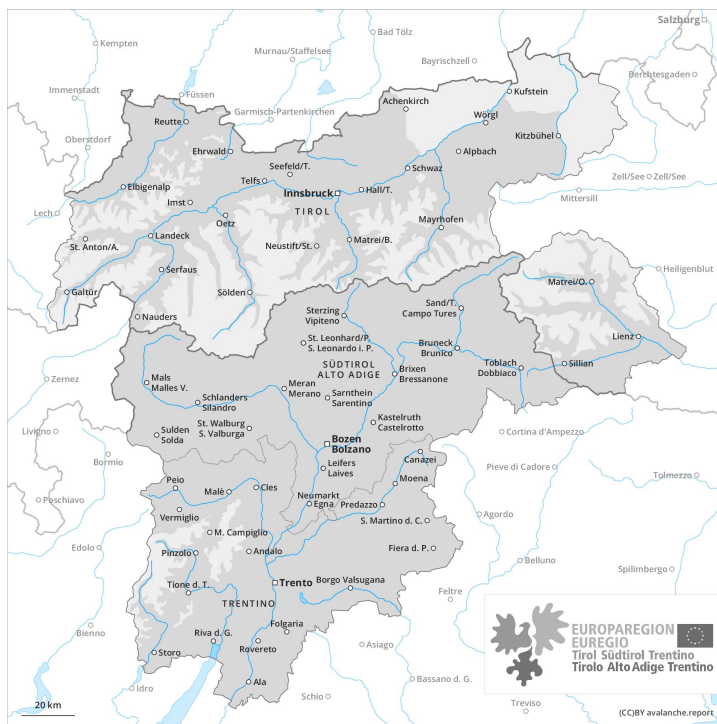 Salzburg
Kempten
Bad Tölz
Murnau/Staffelsee
Bayrischzell
Berchtesgaden
Immenstadt
Füssen
Kufstein
Achenkirch
Garmisch-Partenkirchen
Reutte
Wörgl
Oberstdorf
Kitzbühel
Ehrwald
Alpbach
Seefeld/T.
Schwaz
Zell/See
Zell/See
Telfs
Elbigenalp
Innsbruck
Hall/T.
Mittersill
Imst
TIROL
Lech
Oetz
Mayrhofen
St. Anton/A.
Landeck
Neustift/St.
Matrei/B.
Serfaus
Heiligenblut
Galtür
Sölden
Matrei/O.
Nauders
Sterzing
Vipiteno
Sand/T.
Campo Tures
Lienz
St. Leonhard/P.
S. Leonardo i. P.
Bruneck
Brunico
Toblach
Dobbiaco
Sillian
SÜDTIROL
ALTO ADIGE
Brixen
Bressanone
Zernez
Mals
Malles V.
Meran
Merano
Schlanders
Silandro
Sarnthein
Sarentino
Kastelruth
Castelrotto
St. Walburg
S. Valburga
Livigno
Sulden
Solda
Bozen
Bolzano
Cortina d'Ampezzo
Bormio
Canazei
Leifers
Laives
Pieve di Cadore
Tolmezzo
Peio
Malè
Cles
Moena
Poschiavo
Neumarkt
Egna
Predazzo
Vermiglio
S. Martino d. C.
Agordo
M. Campiglio
Edolo
Pinzolo
Andalo
Fiera d. P.
Belluno
Spilimbergo
Tione d. T.
Trento
Borgo Valsugana
Feltre
TRENTINO
Folgaria
Bienno
Riva d. G.
Rovereto
Asiago
Storo
Idro
Ala
Schio
Bassano d. G.
Treviso
EUROPAREGION
EUREGIO
Tirol Südtirol Trentino
Tirolo Alto Adige Trentino
20 km
(CC)BY avalanche.report